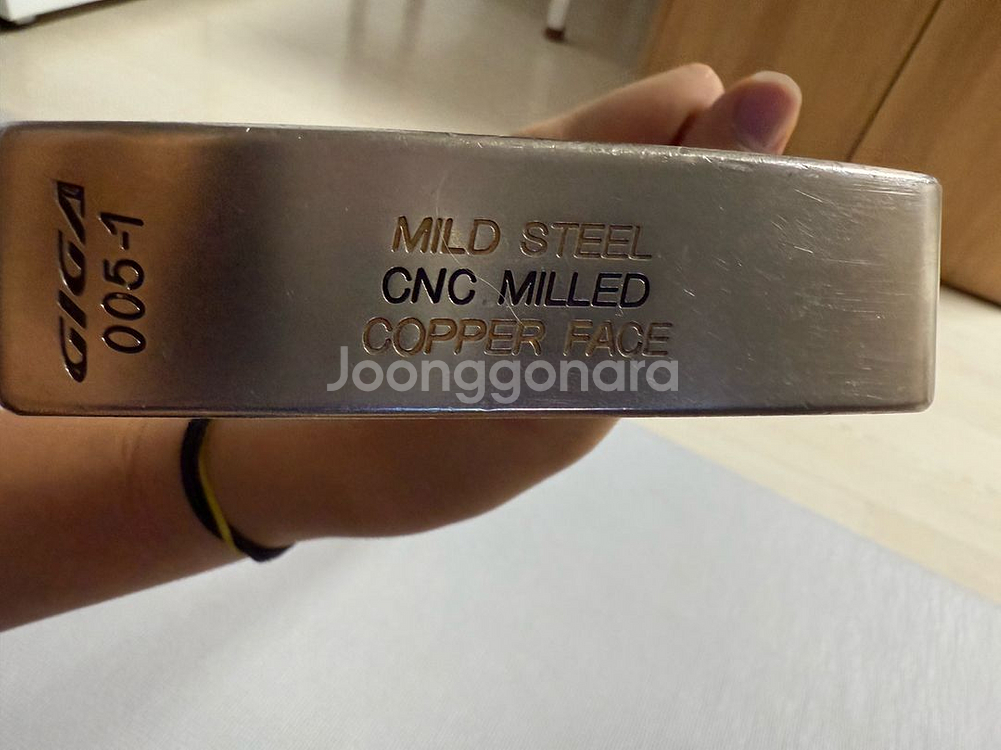 GIGA
005-1
MILD STEEL
CNC MILLED
COPPER FACE
Joonggonara